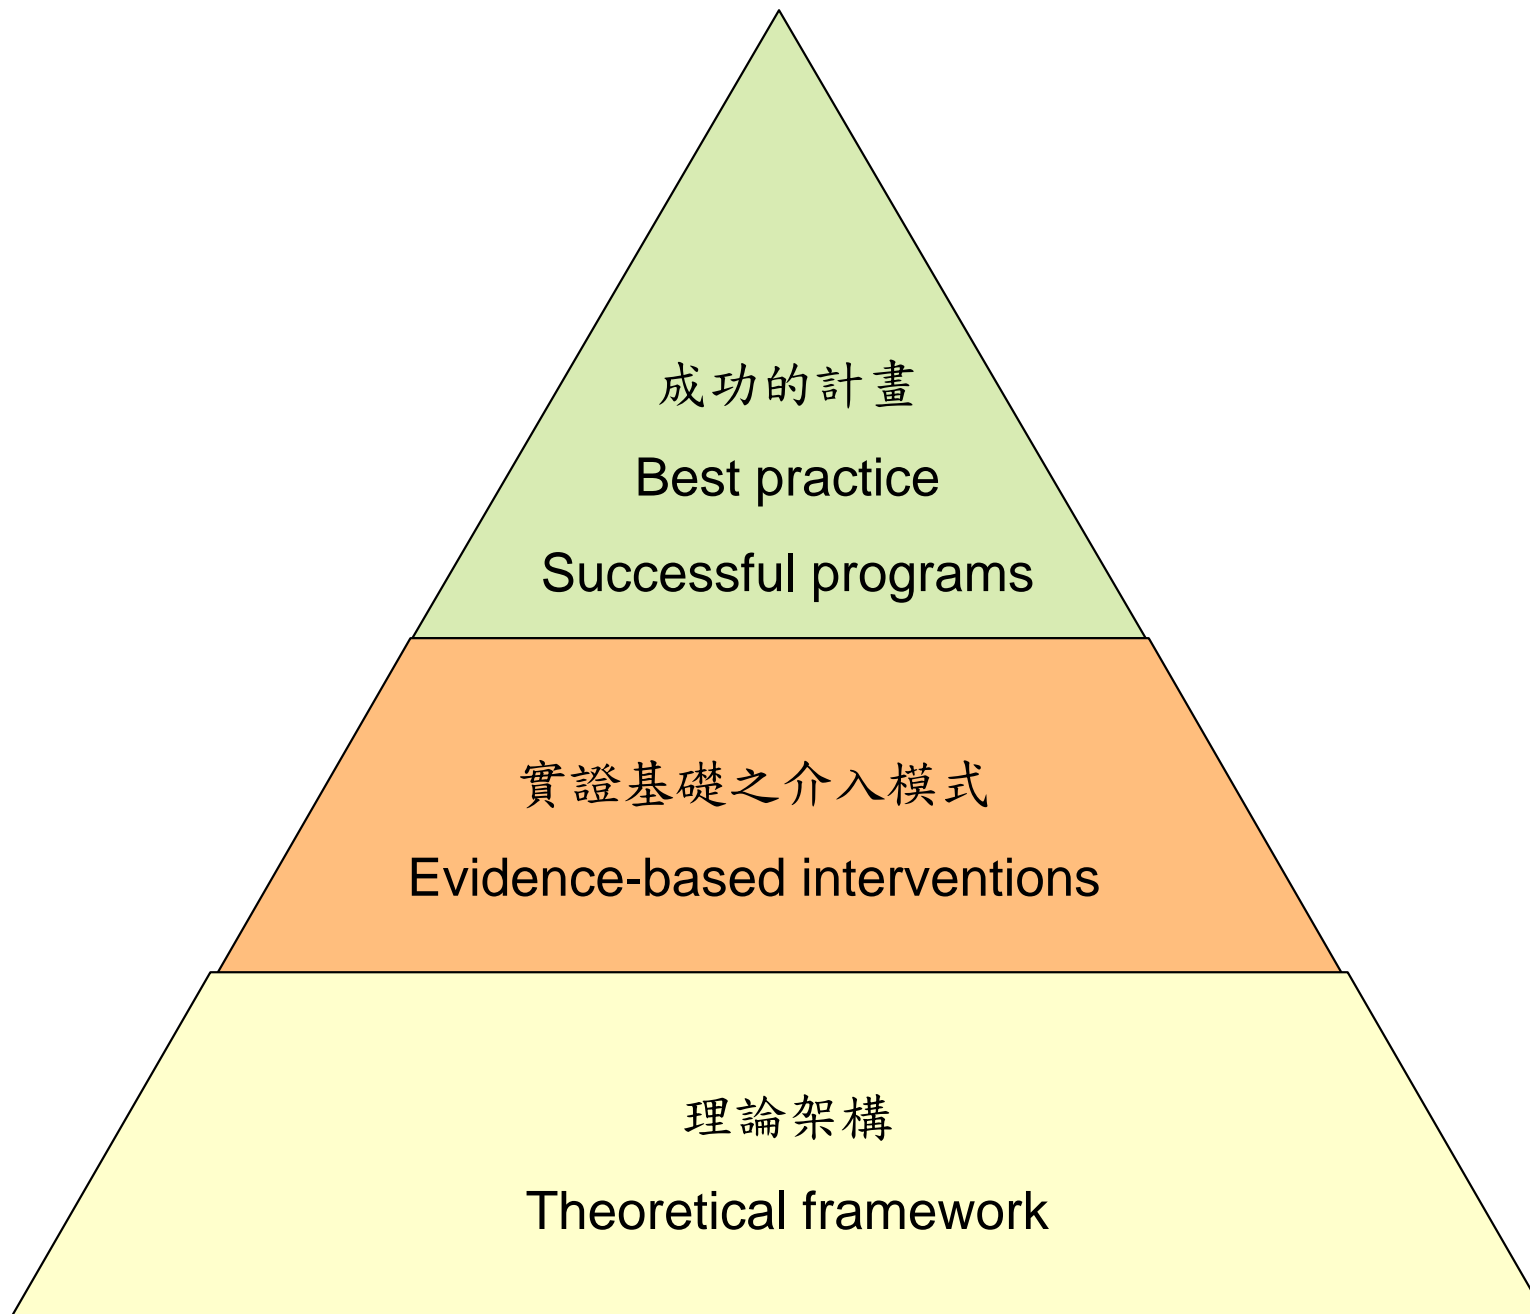 成功的計畫
Best practice
Successful programs
實證基礎之介入模式
Evidence-based interventions
理論架構
Theoretical framework